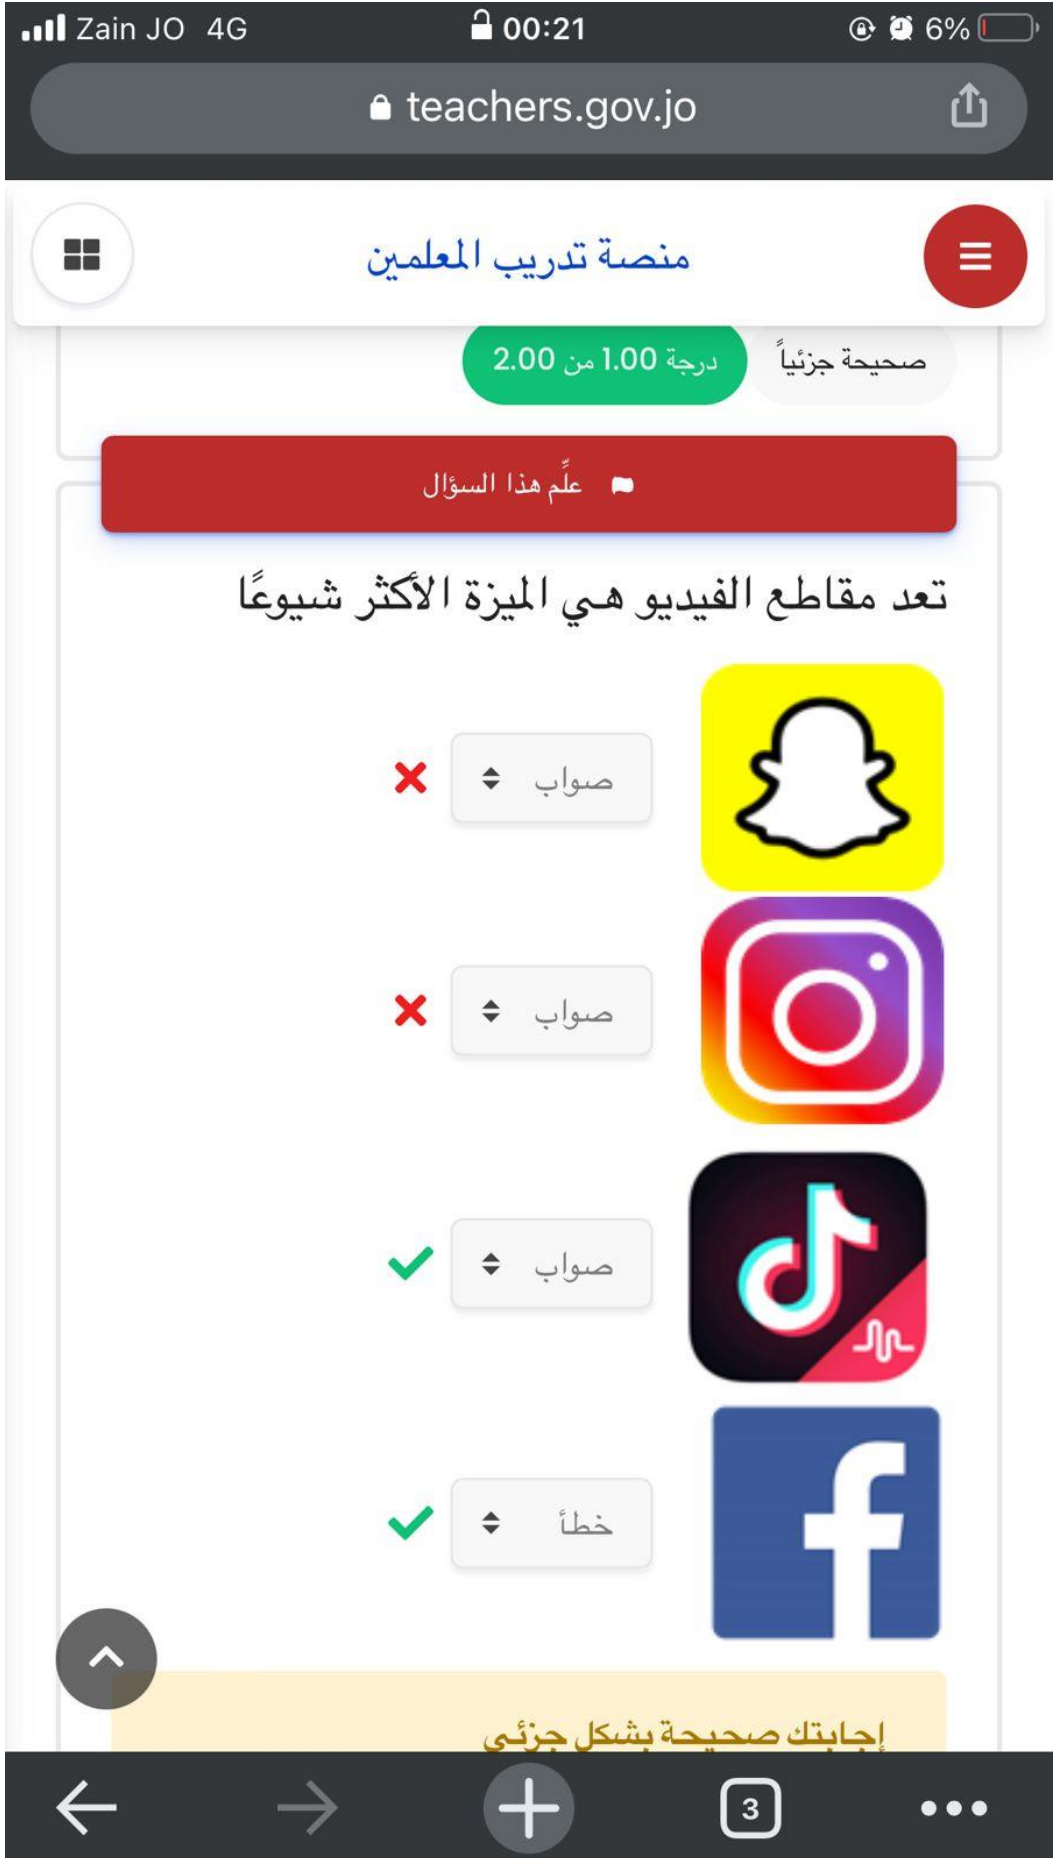 Zain JO 4G 00:21 6%
teachers.gov.jo
منصة تدريب المعلمين
صحيحة جزئياً درجة 1.00 من 2.00
علِّم هذا السؤال
تعد مقاطع الفيديو هي الميزة الأكثر شيوعًا
صواب
صواب
صواب
خطأ
إجابتك صحيحة بشكل جزئي
3